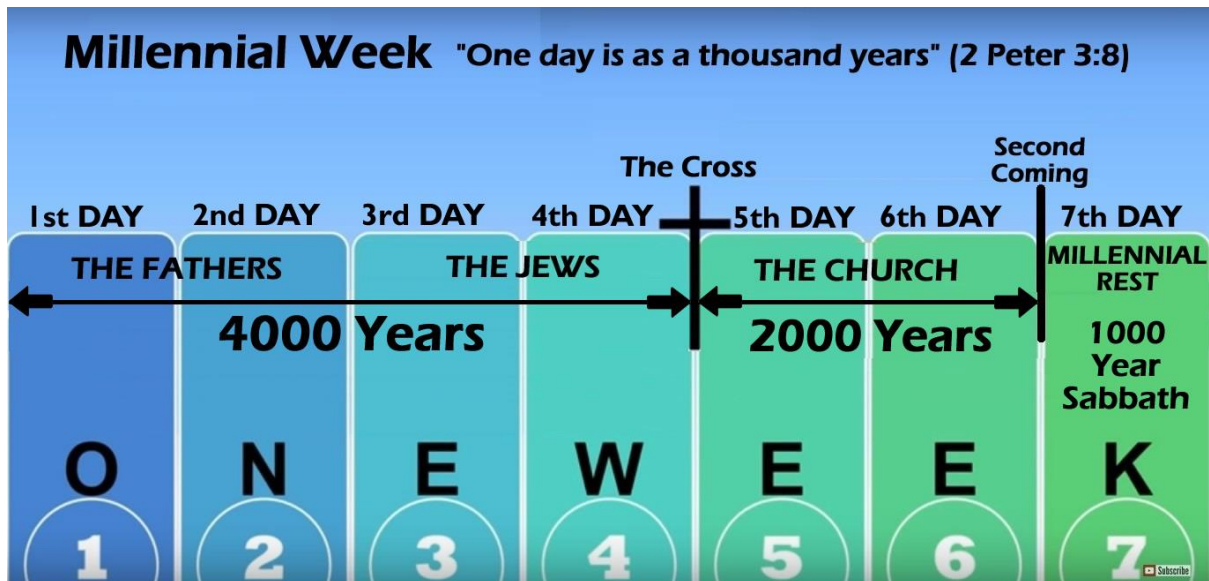 Millennial Week "One day is as a thousand years" (2 Peter 3:8)
The Cross
Second
Coming
1st DAY 2nd DAY 3rd DAY 4th DAY 5th DAY 6th DAY 7th DAY
THE FATHERS THE JEWS THE CHURCH MILLENNIAL
REST
4000 Years 2000 Years 1000
Year
Sabbath
O N E W E E K
1 2 3 4 5 6 7
Subscribe